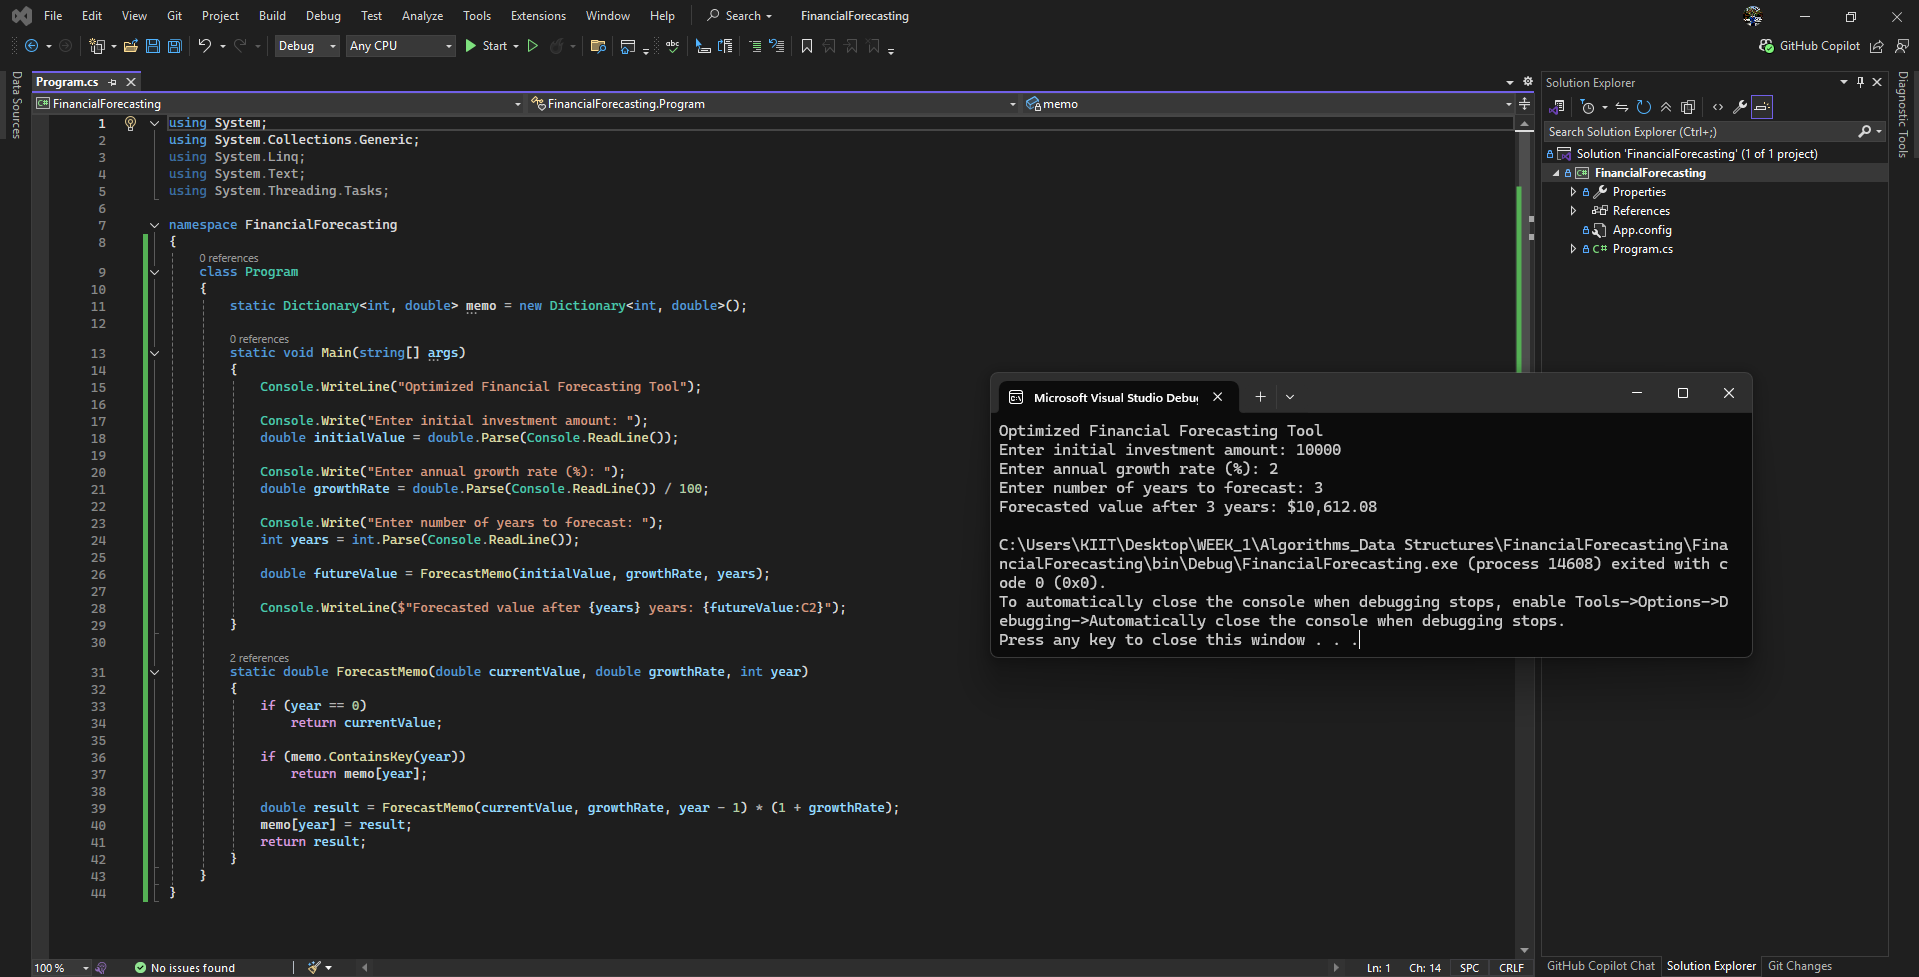 File Edit View Git Project Build Debug Test Analyze Tools Extensions Window Help Search FinancialForecasting
Debug Any CPU Start GitHub Copilot
Data Sources
Program.cs
FinancialForecasting FinancialForecasting.Program memo
1 using System;
2 using System.Collections.Generic;
3 using System.Linq;
4 using System.Text;
5 using System.Threading.Tasks;
6
7 namespace FinancialForecasting
8 {
0 references
9 class Program
10 {
11 static Dictionary<int, double> memo = new Dictionary<int, double>();
12
0 references
13 static void Main(string[] args)
14 {
15 Console.WriteLine("Optimized Financial Forecasting Tool");
16
17 Console.Write("Enter initial investment amount: ");
18 double initialValue = double.Parse(Console.ReadLine());
19
20 Console.Write("Enter annual growth rate (%): ");
21 double growthRate = double.Parse(Console.ReadLine()) / 100;
22
23 Console.Write("Enter number of years to forecast: ");
24 int years = int.Parse(Console.ReadLine());
25
26 double futureValue = ForecastMemo(initialValue, growthRate, years);
27
28 Console.WriteLine($"Forecasted value after {years} years: {futureValue:C2}");
29 }
30
2 references
31 static double ForecastMemo(double currentValue, double growthRate, int year)
32 {
33 if (year == 0)
34 return currentValue;
35
36 if (memo.ContainsKey(year))
37 return memo[year];
38
39 double result = ForecastMemo(currentValue, growthRate, year - 1) * (1 + growthRate);
40 memo[year] = result;
41 return result;
42 }
43 }
44 }
Microsoft Visual Studio Debug
Optimized Financial Forecasting Tool
Enter initial investment amount: 10000
Enter annual growth rate (%): 2
Enter number of years to forecast: 3
Forecasted value after 3 years: $10,612.08
C:\Users\KIIT\Desktop\WEEK_1\Algorithms_Data Structures\FinancialForecasting\Fina
ncialForecasting\bin\Debug\FinancialForecasting.exe (process 14608) exited with c
ode 0 (0x0).
To automatically close the console when debugging stops, enable Tools->Options->D
ebugging->Automatically close the console when debugging stops.
Press any key to close this window . . .
Solution Explorer
Search Solution Explorer (Ctrl+;)
Solution 'FinancialForecasting' (1 of 1 project)
C# FinancialForecasting
Properties
References
App.config
C# Program.cs
Diagnostic Tools
100 % No issues found Ln: 1 Ch: 14 SPC CRLF
GitHub Copilot Chat Solution Explorer Git Changes